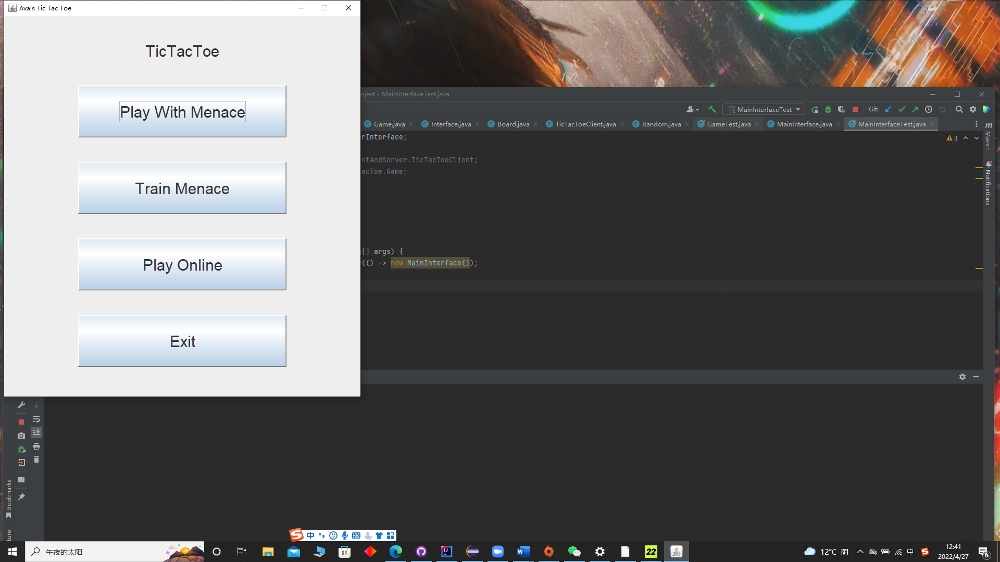 Ava's Tic Tac Toe
TicTacToe
Play With Menace
Train Menace
Play Online
Exit
oject - MainInterfaceTest.java
MainInterfaceTest
Git:
Game.java
Interface.java
Board.java
TicTacToeClient.java
Random.java
GameTest.java
MainInterface.java
MainInterfaceTest.java
rInterface;
3
ntAndServer.TicTacToeClient;
acToe.Game;
[] args) {
(() -> new MainInterface());
Maven
Notifications
Bookmarks
ture
中
午夜的太阳
22
12°C 阴
中
12:41
2022/4/27
6